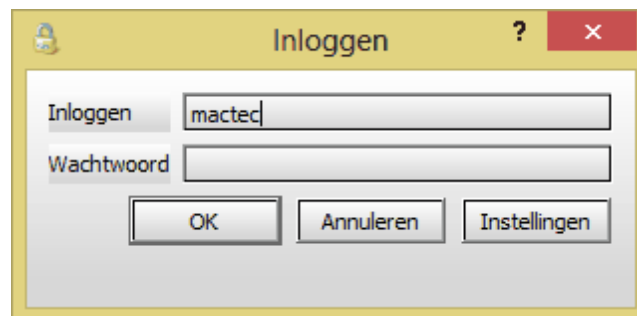 Inloggen ? ×
Inloggen mactec
Wachtwoord
OK Annuleren Instellingen